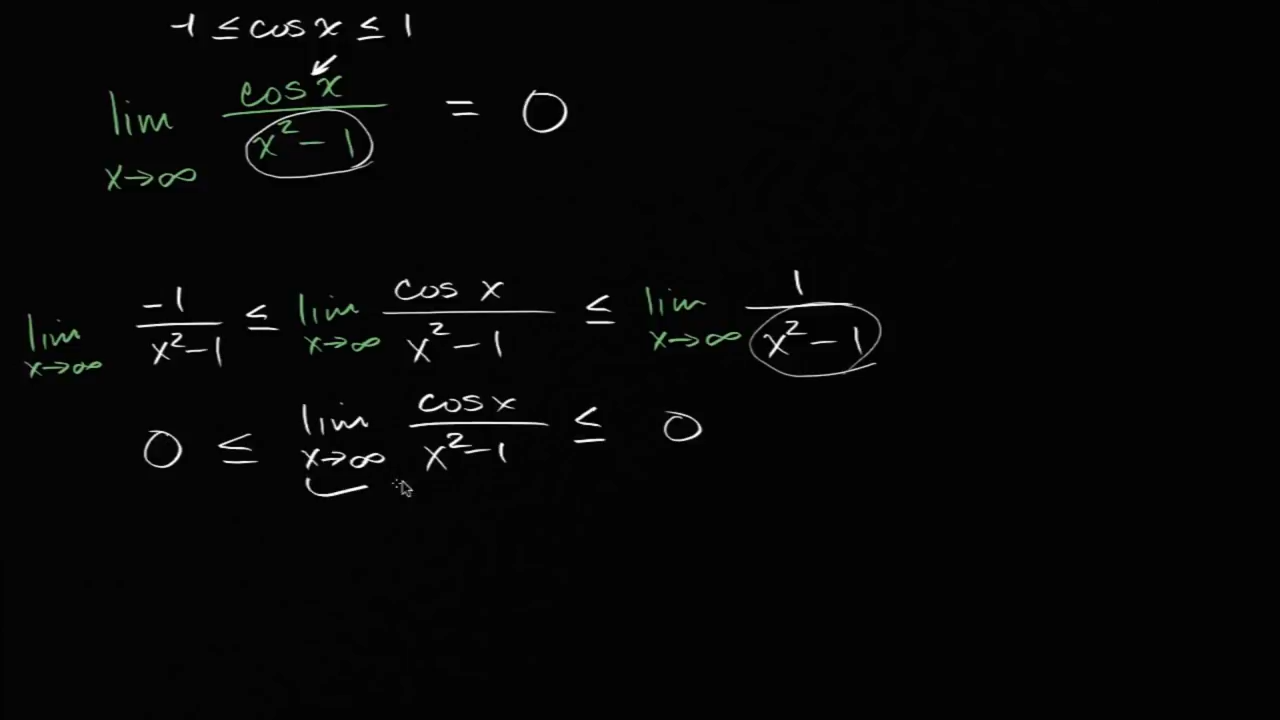 -1 ≤ cos x ≤ 1
lim x→∞ cos x / x² - 1 = 0
lim x→∞ -1 / x² - 1 ≤ lim x→∞ cos x / x² - 1 ≤ lim x→∞ 1 / x² - 1
0 ≤ lim x→∞ cos x / x² - 1 ≤ 0